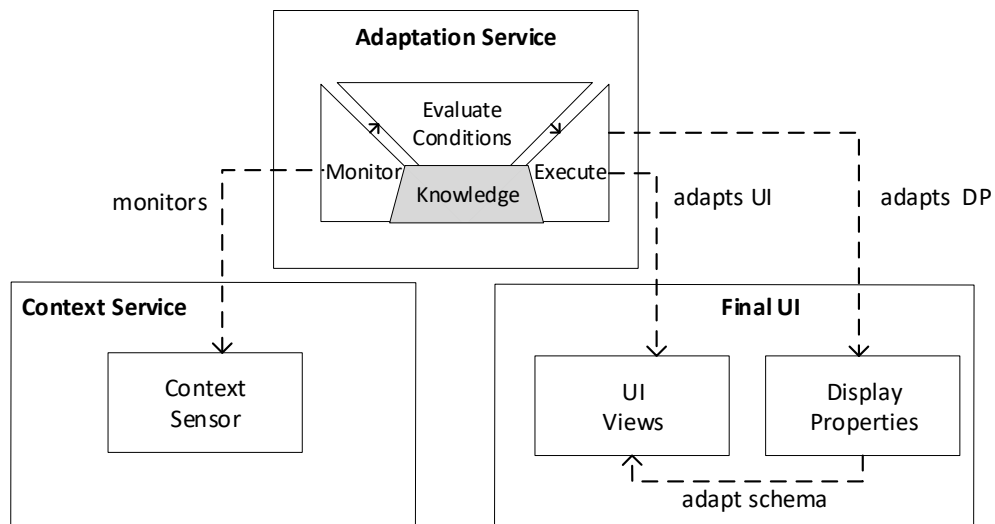 Adaptation Service
Evaluate
Conditions
Monitor
Execute
Knowledge
monitors
adapts UI
adapts DP
Context Service
Final UI
Context
Sensor
UI
Views
Display
Properties
adapt schema